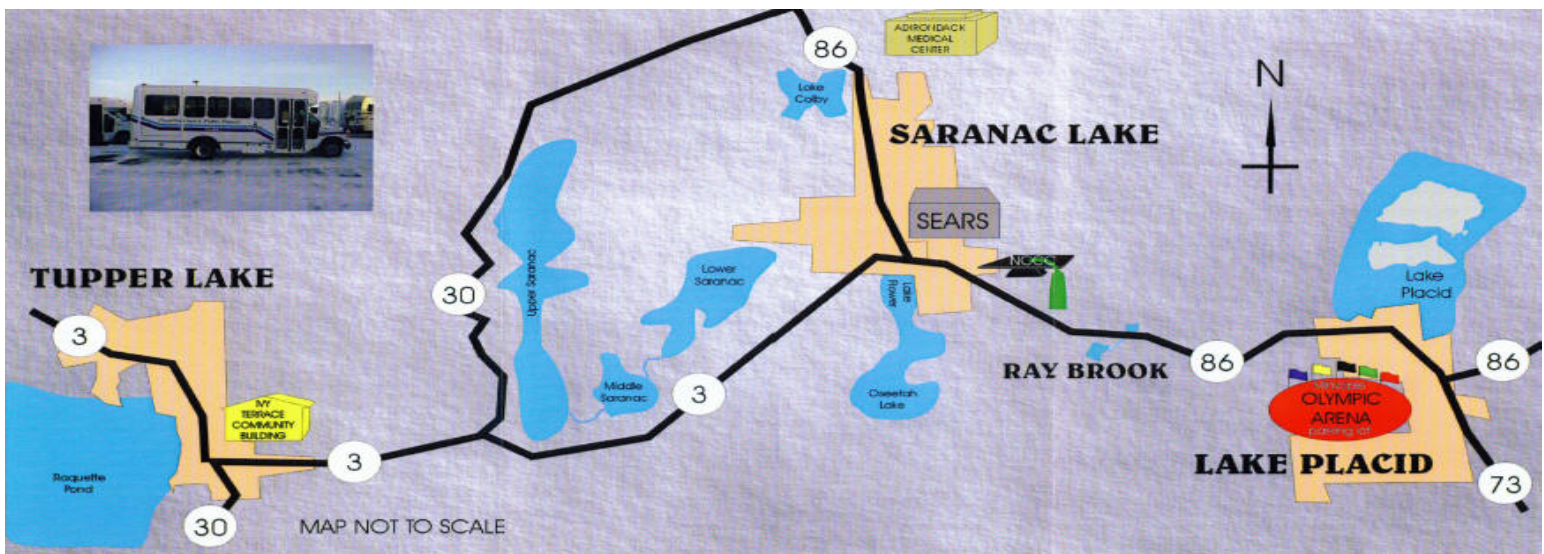 ADIRONDACK
MEDICAL
CENTER
86
Lake
Colby
N
SARANAC LAKE
SEARS
NCCC
TUPPER LAKE
Upper Saranac
Lower
Saranac
30
Lake
Placid
Lake
Flower
3
RAY BROOK
86
86
Middle
Saranac
3
Oseetah
Lake
OLYMPIC
ARENA
parking lot
IVY
TERRACE
COMMUNITY
BUILDING
LAKE PLACID
3
Raquette
Pond
73
30
MAP NOT TO SCALE